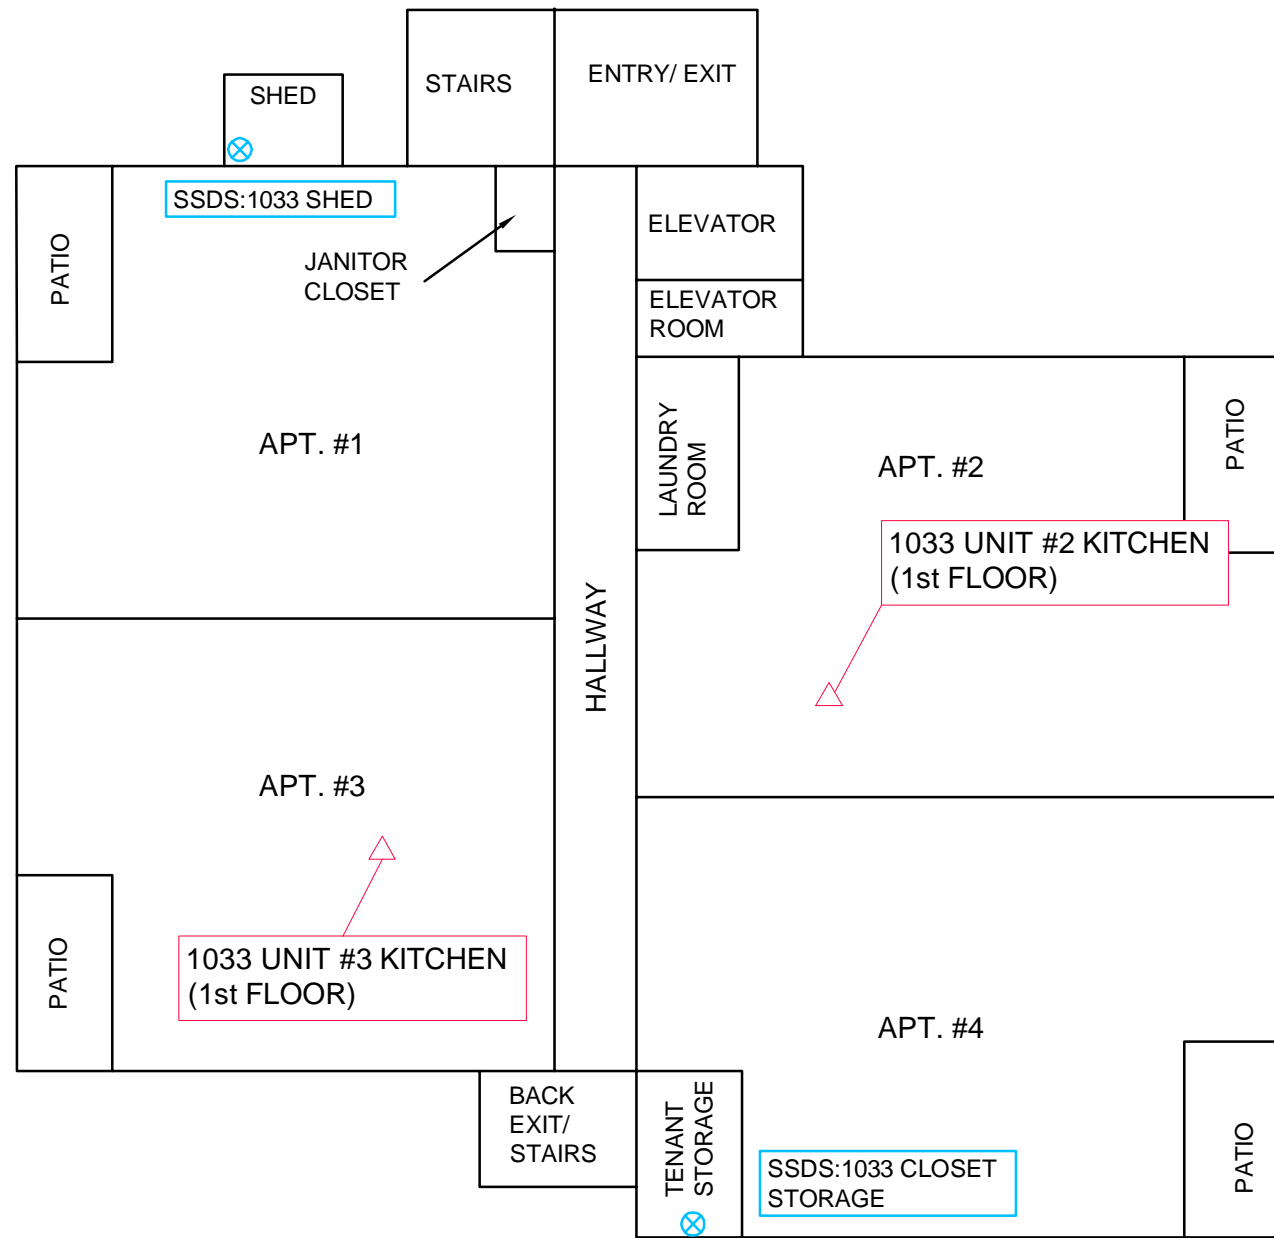 STAIRS
ENTRY/ EXIT
SHED
SSDS:1033 SHED
PATIO
JANITOR
CLOSET
ELEVATOR
ELEVATOR
ROOM
APT. #1
LAUNDRY
ROOM
APT. #2
PATIO
1033 UNIT #2 KITCHEN
(1st FLOOR)
HALLWAY
APT. #3
PATIO
1033 UNIT #3 KITCHEN
(1st FLOOR)
APT. #4
BACK
EXIT/
STAIRS
TENANT
STORAGE
SSDS:1033 CLOSET
STORAGE
PATIO